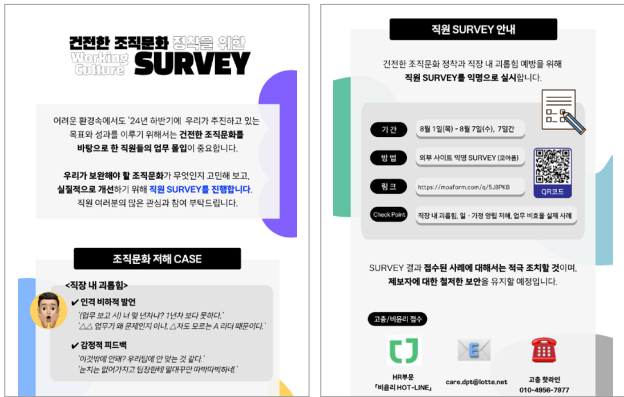 건전한 조직문화 정착을 위한
Working
Culture SURVEY
어려운 환경속에서도 '24년 하반기에 우리가 추진하고 있는
목표와 성과를 이루기 위해서는 건전한 조직문화를
바탕으로 한 직원들의 업무 몰입이 중요합니다.
우리가 보완해야 할 조직문화가 무엇인지 고민해 보고,
실질적으로 개선하기 위해 직원 SURVEY를 진행합니다.
직원 여러분의 많은 관심과 참여 부탁드립니다.
조직문화 저해 CASE
<직장 내 괴롭힘>
✔ 인격 비하적 발언
'(업무 보고 시) 너 몇 년차냐? 1년차 보다 못하다.'
'△△ 업무가 왜 문제인지 아냐, △자도 모르는 A 리더 때문이다.'
✔ 감정적 피드백
'이것밖에 안돼? 우리팀에 안 맞는 것 같다.'
'눈치는 없어가지고 팀장한테 말대꾸만 따박따박하네.'
직원 SURVEY 안내
건전한 조직문화 정착과 직장 내 괴롭힘 예방을 위해
직원 SURVEY를 익명으로 실시합니다.
기간 8월 1일(목) - 8월 7일(수), 7일간
방법 외부 사이트 익명 SURVEY (모아폼)
링크 https://moaform.com/q/5J8PKB
QR코드
Check Point 직장 내 괴롭힘, 일 · 가정 양립 저해, 업무 비효율 실제 사례
SURVEY 결과 접수된 사례에 대해서는 적극 조치할 것이며,
제보자에 대한 철저한 보안을 유지할 예정입니다.
고충/비윤리 접수
HR부문
「비윤리 HOT-LINE」
care.dpt@lotte.net
고충 핫라인
010-4956-7977